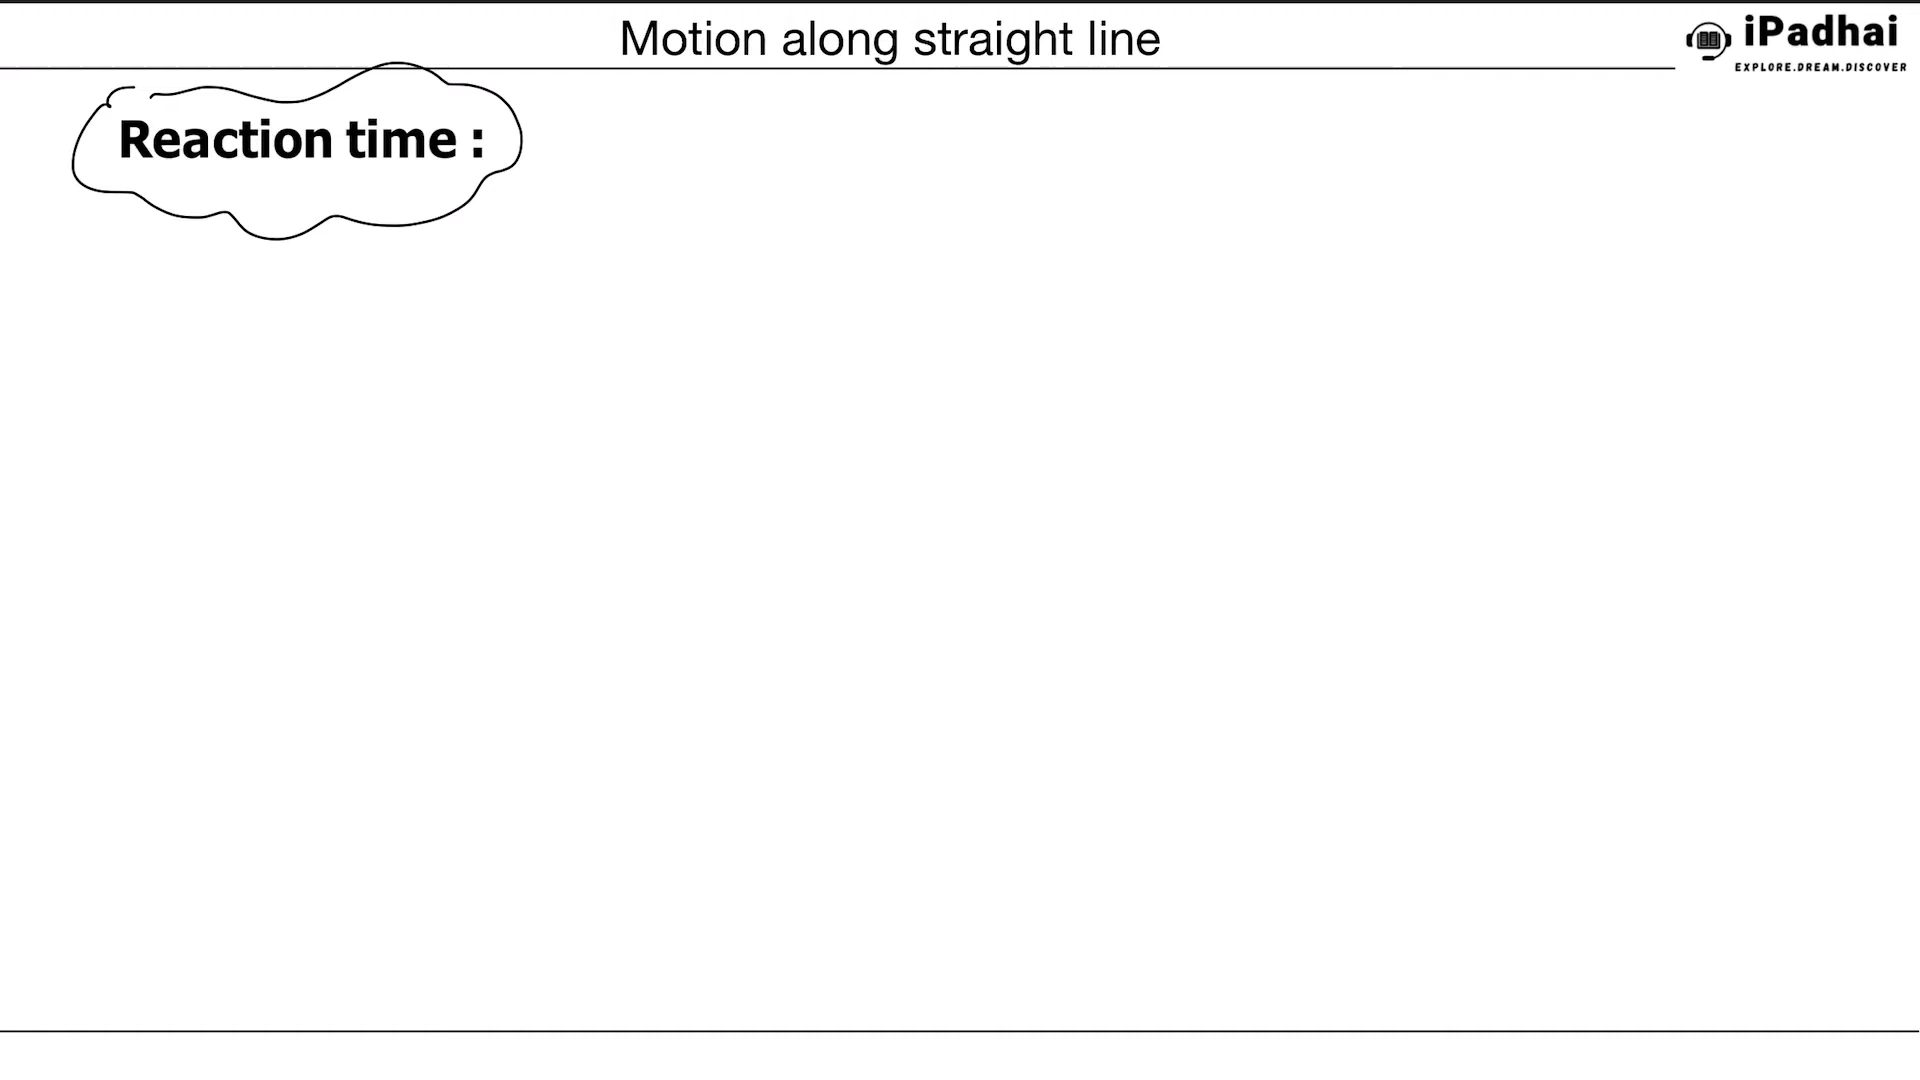 Motion along straight line
iPadhai
EXPLORE.DREAM.DISCOVER
Reaction time :